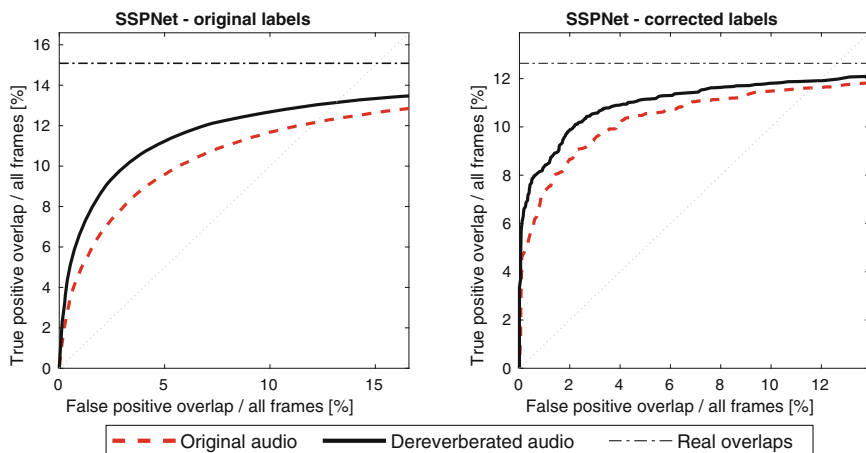 SSPNet - original labels
True positive overlap / all frames [%]
16
14
12
10
8
6
4
2
0
0 5 10 15
False positive overlap / all frames [%]
SSPNet - corrected labels
True positive overlap / all frames [%]
12
10
8
6
4
2
0
0 2 4 6 8 10 12
False positive overlap / all frames [%]
Original audio Dereverberated audio Real overlaps